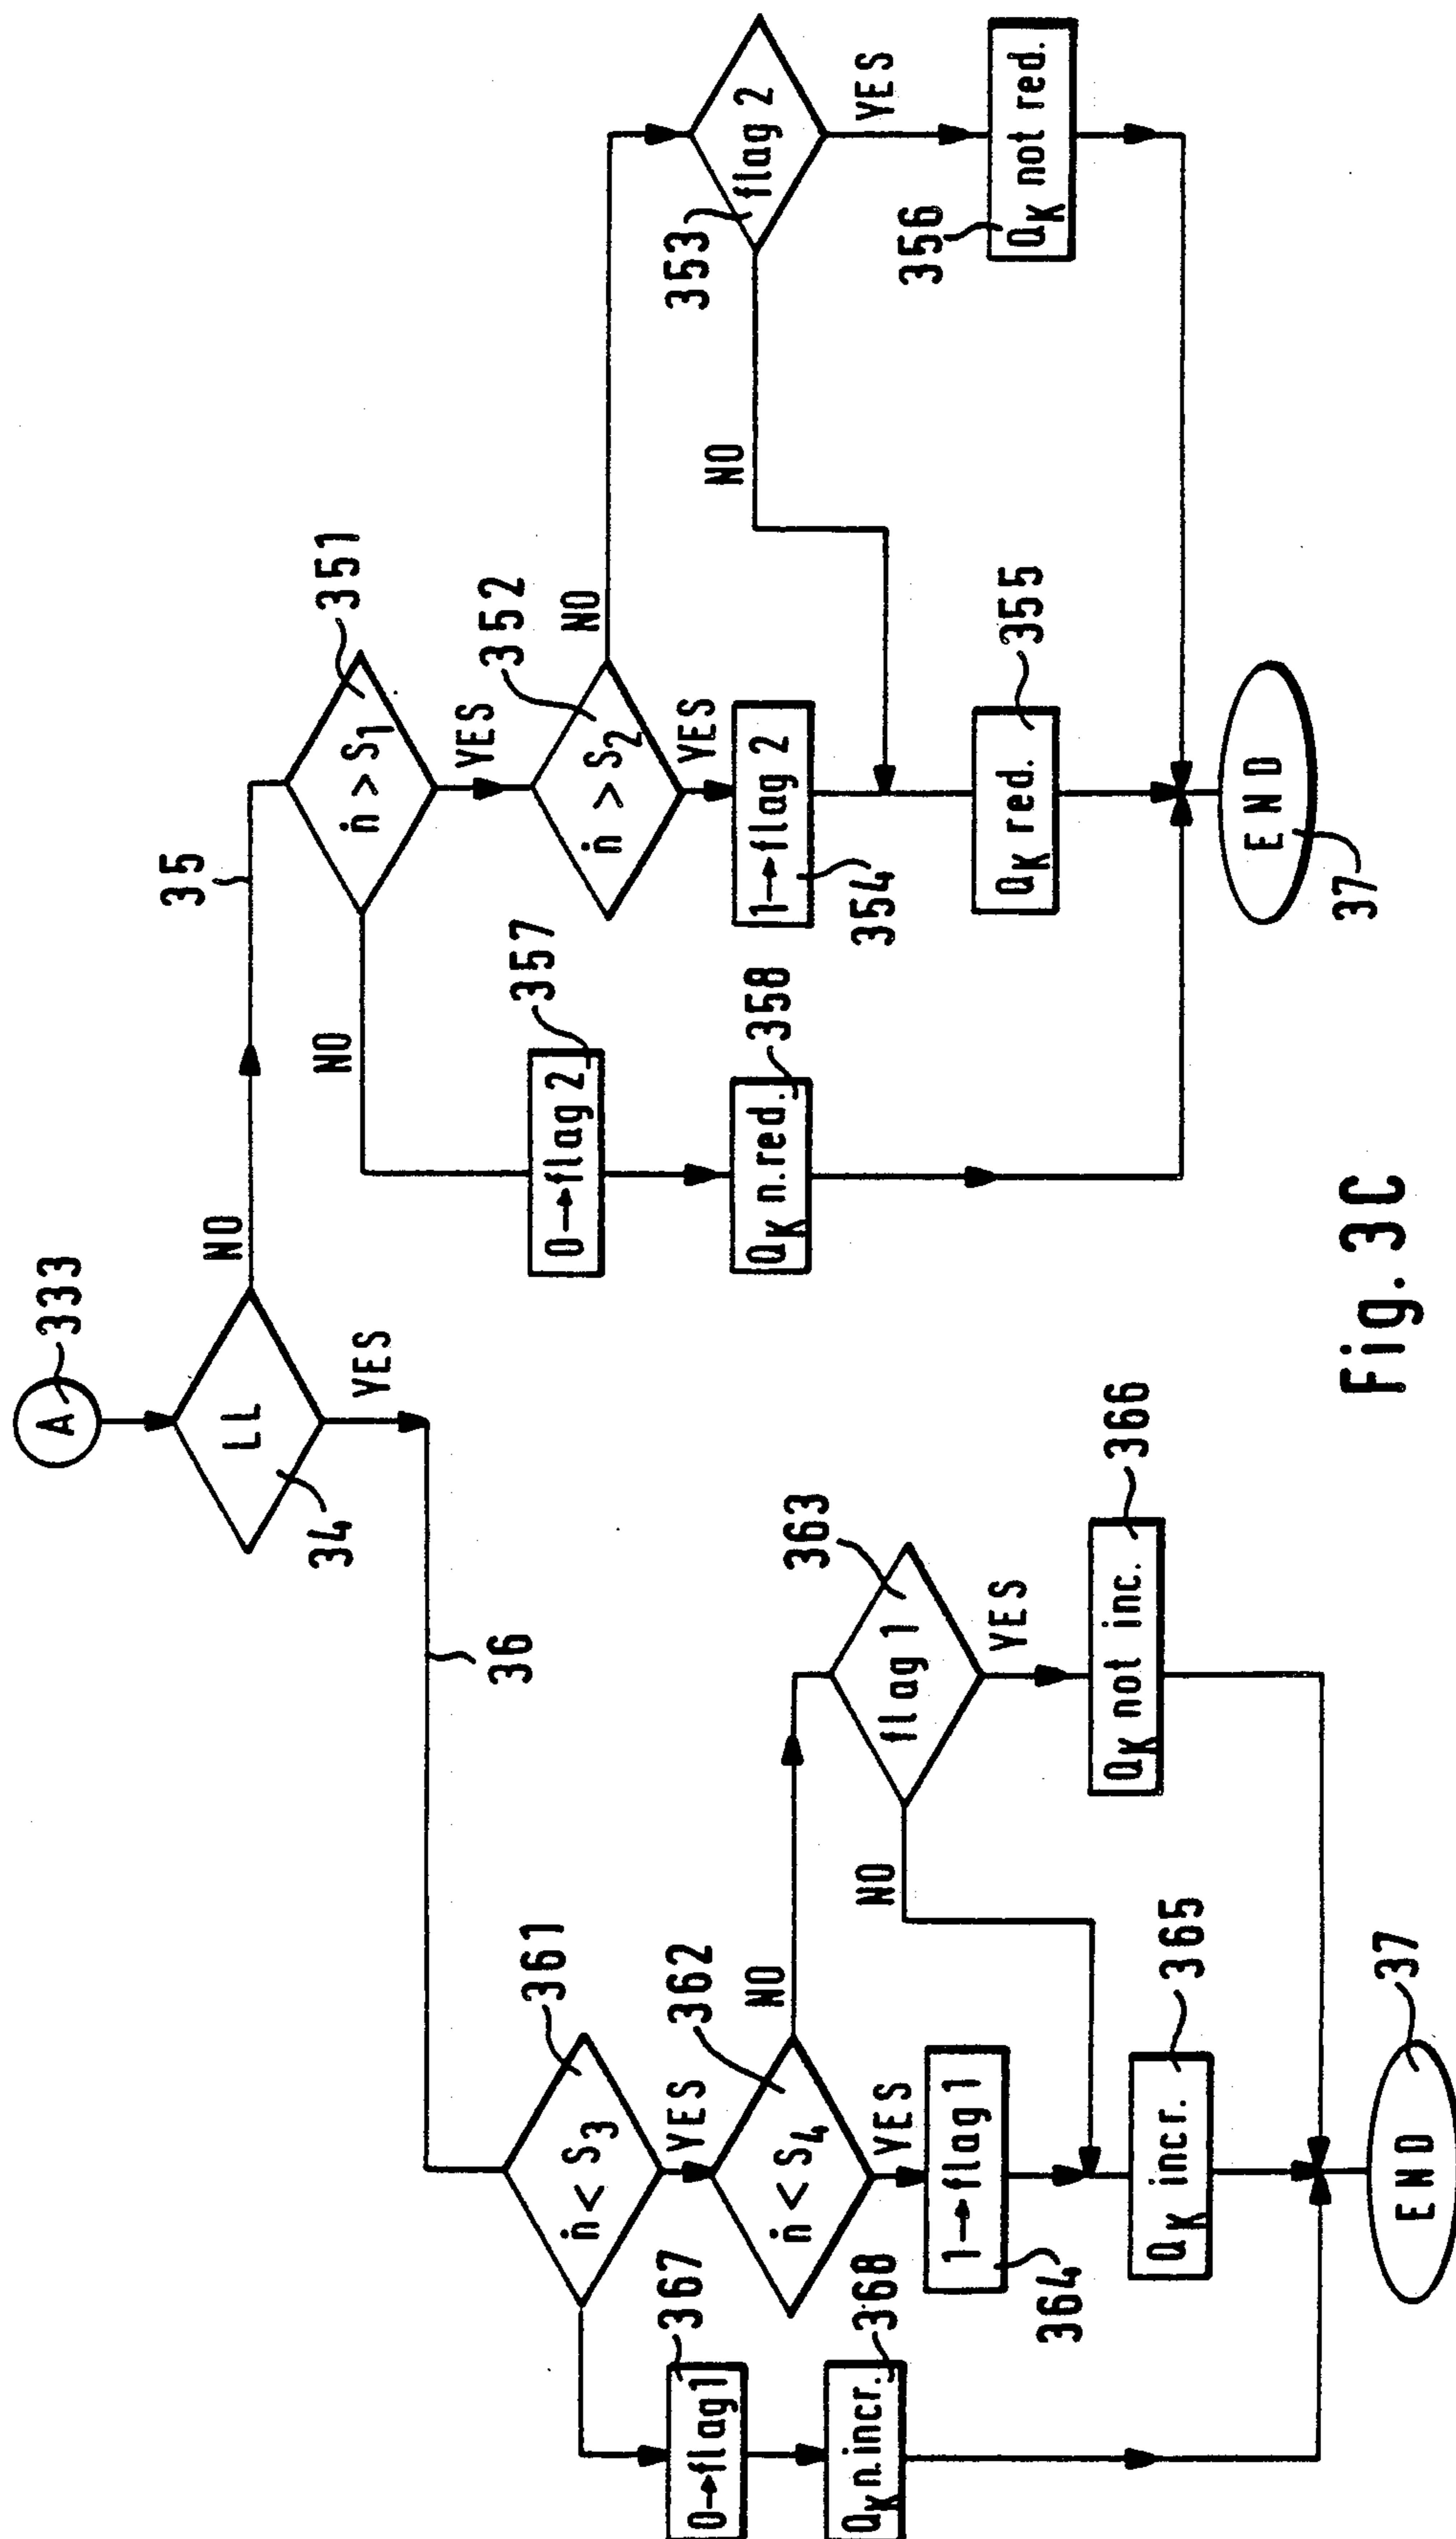 A
333
LL
34
NO
YES
35
36
ṅ > S1
351
NO
YES
ṅ > S2
352
NO
YES
flag 2
353
NO
YES
0→flag 2
357
QK n.red.
358
1→flag 2
354
QK red.
355
QK not red.
356
END
37
ṅ < S3
361
YES
ṅ < S4
362
NO
YES
flag 1
363
NO
YES
0→flag 1
367
QK n.incr.
368
1→flag 1
364
QK incr.
365
QK not inc.
366
END
37
Fig. 3C